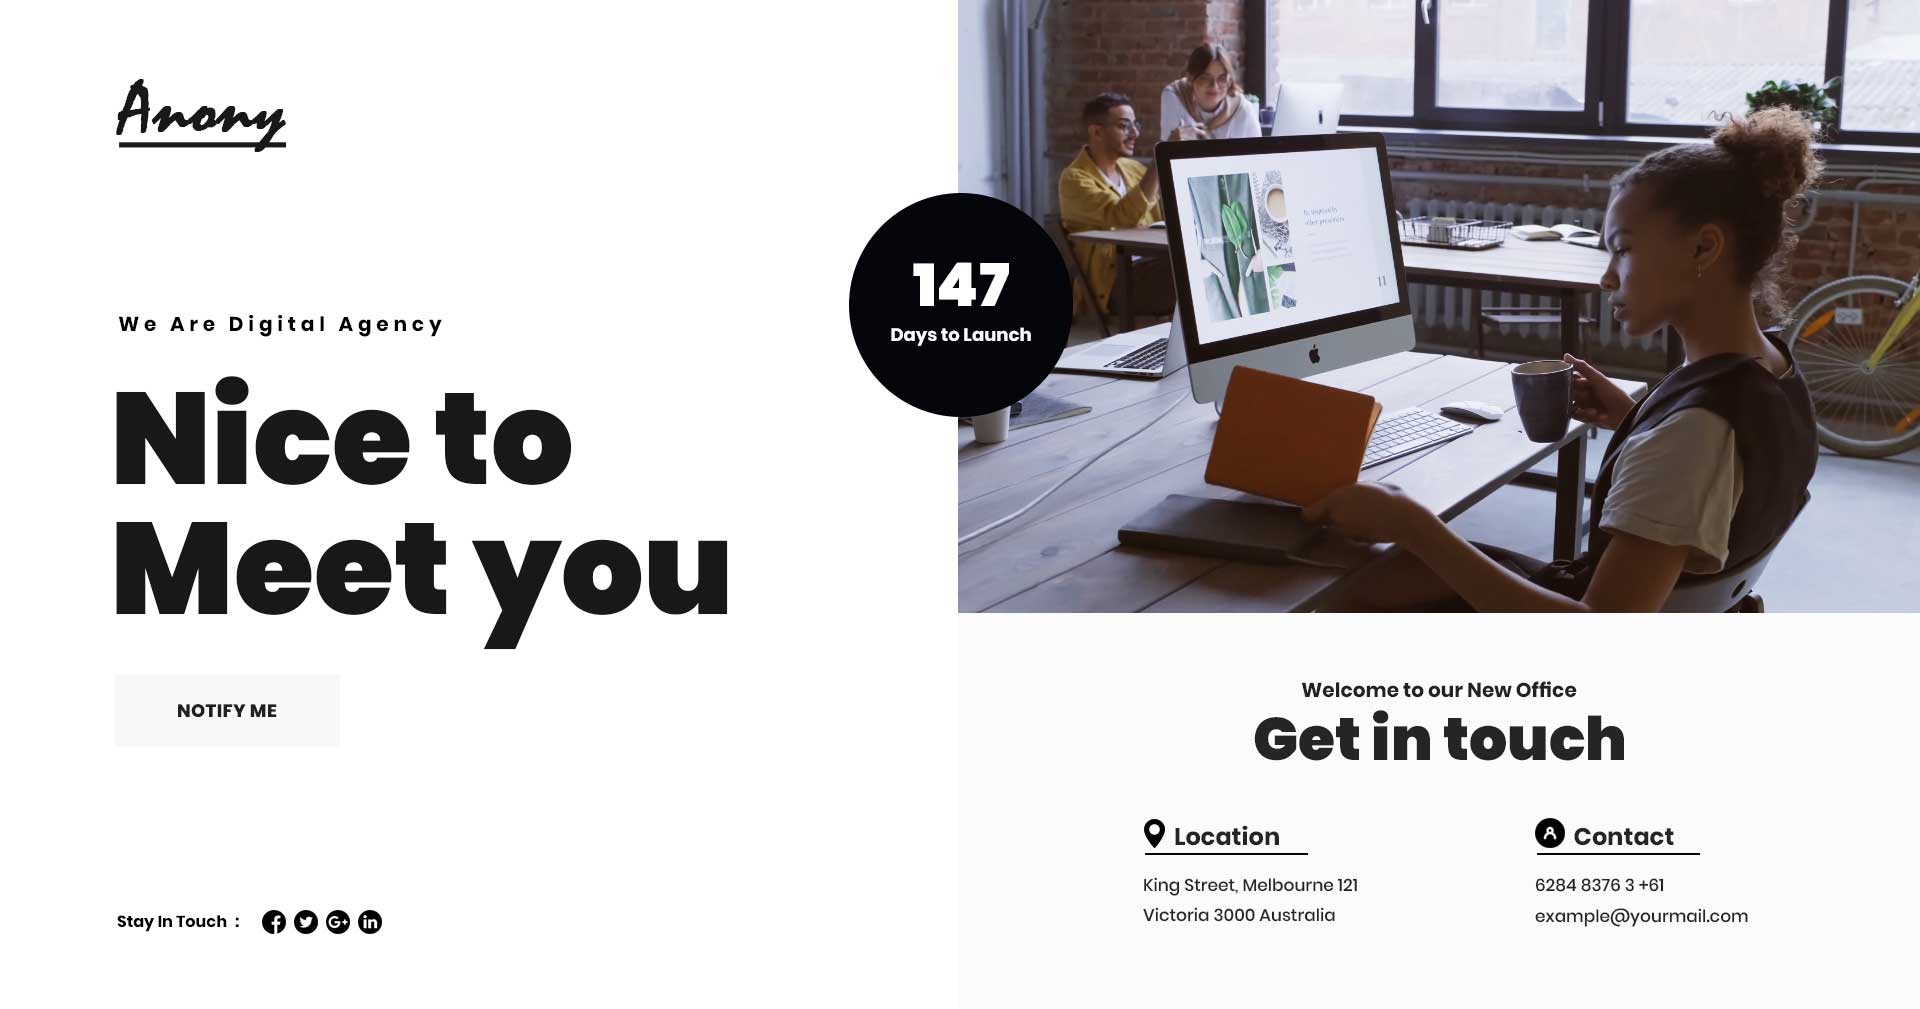 Anony
We Are Digital Agency
Nice to
Meet you
NOTIFY ME
Stay In Touch :
147
Days to Launch
11
Welcome to our New Office
Get in touch
Location
King Street, Melbourne 121
Victoria 3000 Australia
Contact
6284 8376 3 +61
example@yourmail.com